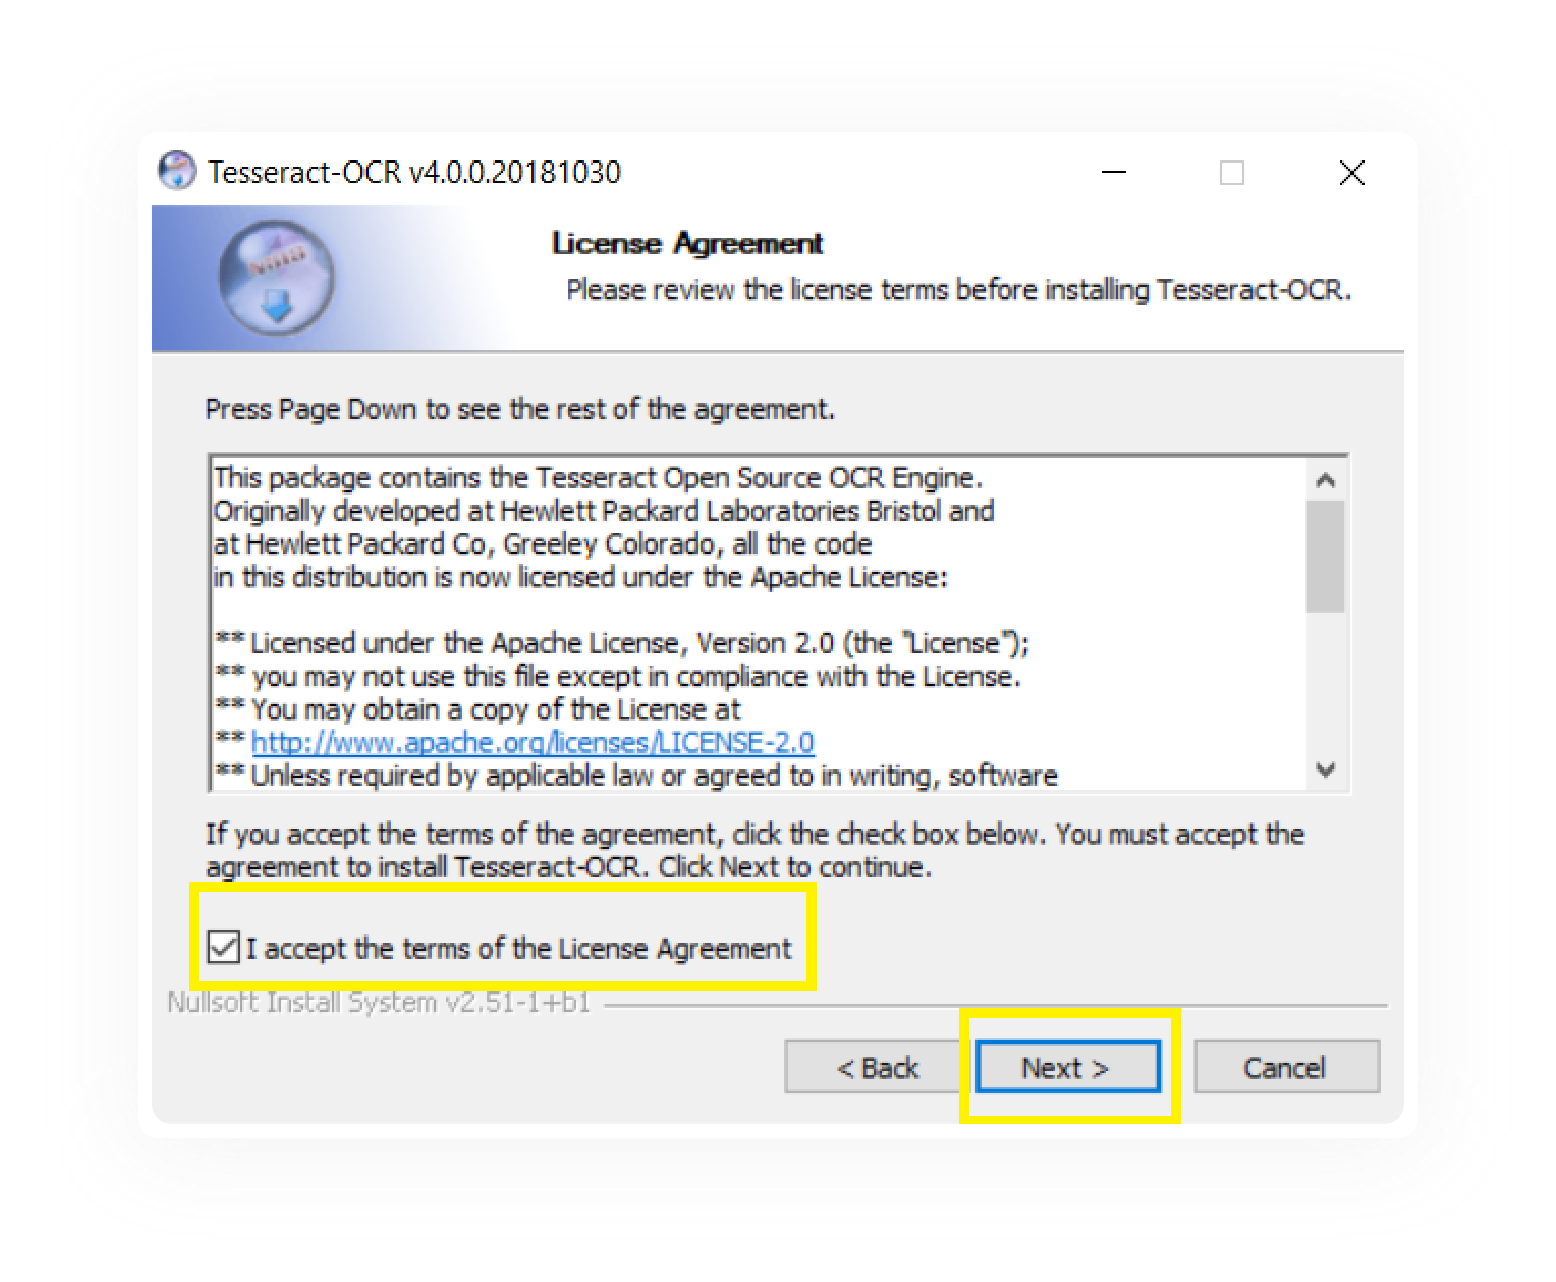 Tesseract-OCR v4.0.0.20181030
License Agreement
Please review the license terms before installing Tesseract-OCR.
Press Page Down to see the rest of the agreement.
This package contains the Tesseract Open Source OCR Engine.
Originally developed at Hewlett Packard Laboratories Bristol and
at Hewlett Packard Co, Greeley Colorado, all the code
in this distribution is now licensed under the Apache License:
** Licensed under the Apache License, Version 2.0 (the "License");
** you may not use this file except in compliance with the License.
** You may obtain a copy of the License at
** http://www.apache.org/licenses/LICENSE-2.0
** Unless required by applicable law or agreed to in writing, software
If you accept the terms of the agreement, click the check box below. You must accept the
agreement to install Tesseract-OCR. Click Next to continue.
I accept the terms of the License Agreement
Nullsoft Install System v2.51-1+b1
< Back
Next >
Cancel